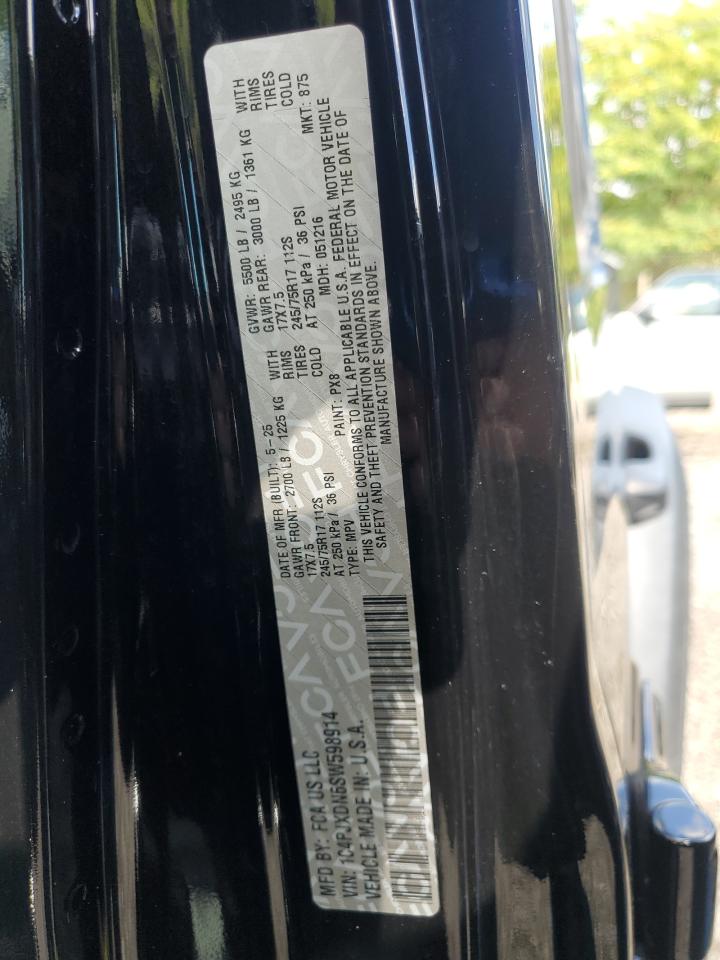 MFD BY: FCA US LLC
VIN: 1C4PJXDN5SW598914
VEHICLE MADE IN: U.S.A.
DATE OF MFR (BUILT): 5-25 GVWR: 5500 LB / 2495 KG
GAWR FRONT: 2700 LB / 1225 KG WITH GAWR REAR: 3000 LB / 1361 KG WITH
17X7.5 RIMS 17X7.5 RIMS
245/75R17 112S TIRES 245/75R17 112S TIRES
AT 250 kPa / 36 PSI COLD AT 250 kPa / 36 PSI COLD
TYPE: MPV PAINT: PX8 MDH: 051216 MKT: 875
THIS VEHICLE CONFORMS TO ALL APPLICABLE U.S.A. FEDERAL MOTOR VEHICLE
SAFETY AND THEFT PREVENTION STANDARDS IN EFFECT ON THE DATE OF
MANUFACTURE SHOWN ABOVE.